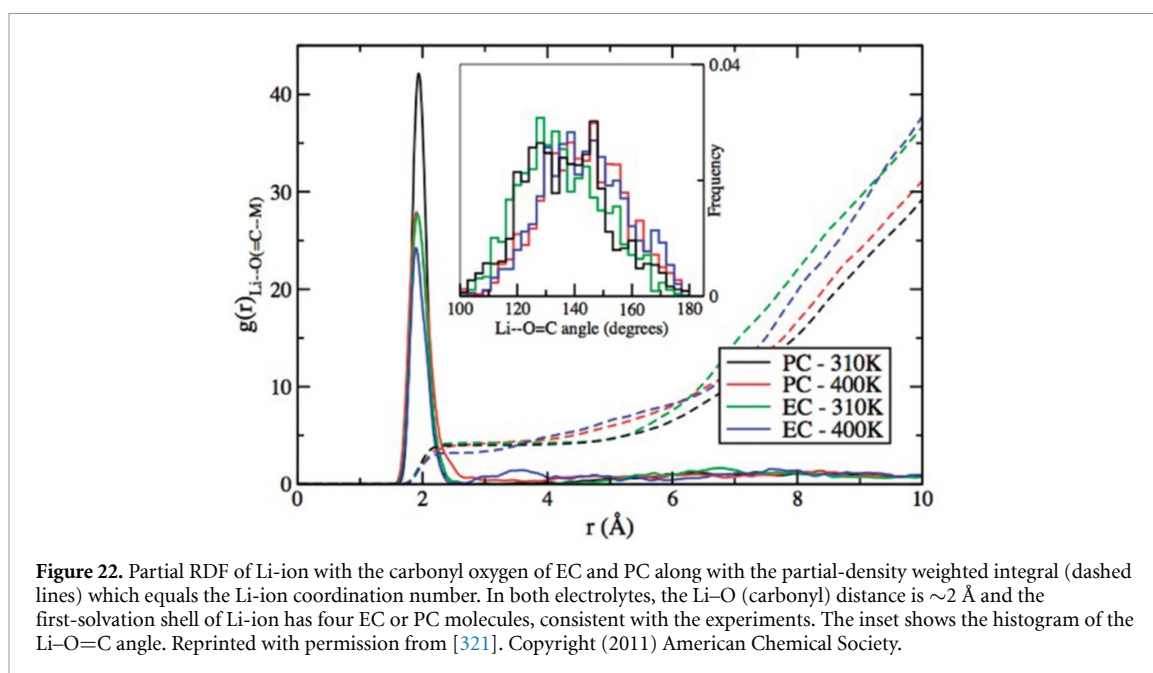 40
30
20
10
0
g(r)Li--O(=C--M)
0 2 4 6 8 10
r (Å)
0.04
Frequency
0
100 120 140 160 180
Li--O=C angle (degrees)
PC - 310K
PC - 400K
EC - 310K
EC - 400K
Figure 22. Partial RDF of Li-ion with the carbonyl oxygen of EC and PC along with the partial-density weighted integral (dashed
lines) which equals the Li-ion coordination number. In both electrolytes, the Li–O (carbonyl) distance is ∼2 Å and the
first-solvation shell of Li-ion has four EC or PC molecules, consistent with the experiments. The inset shows the histogram of the
Li–O=C angle. Reprinted with permission from [321]. Copyright (2011) American Chemical Society.